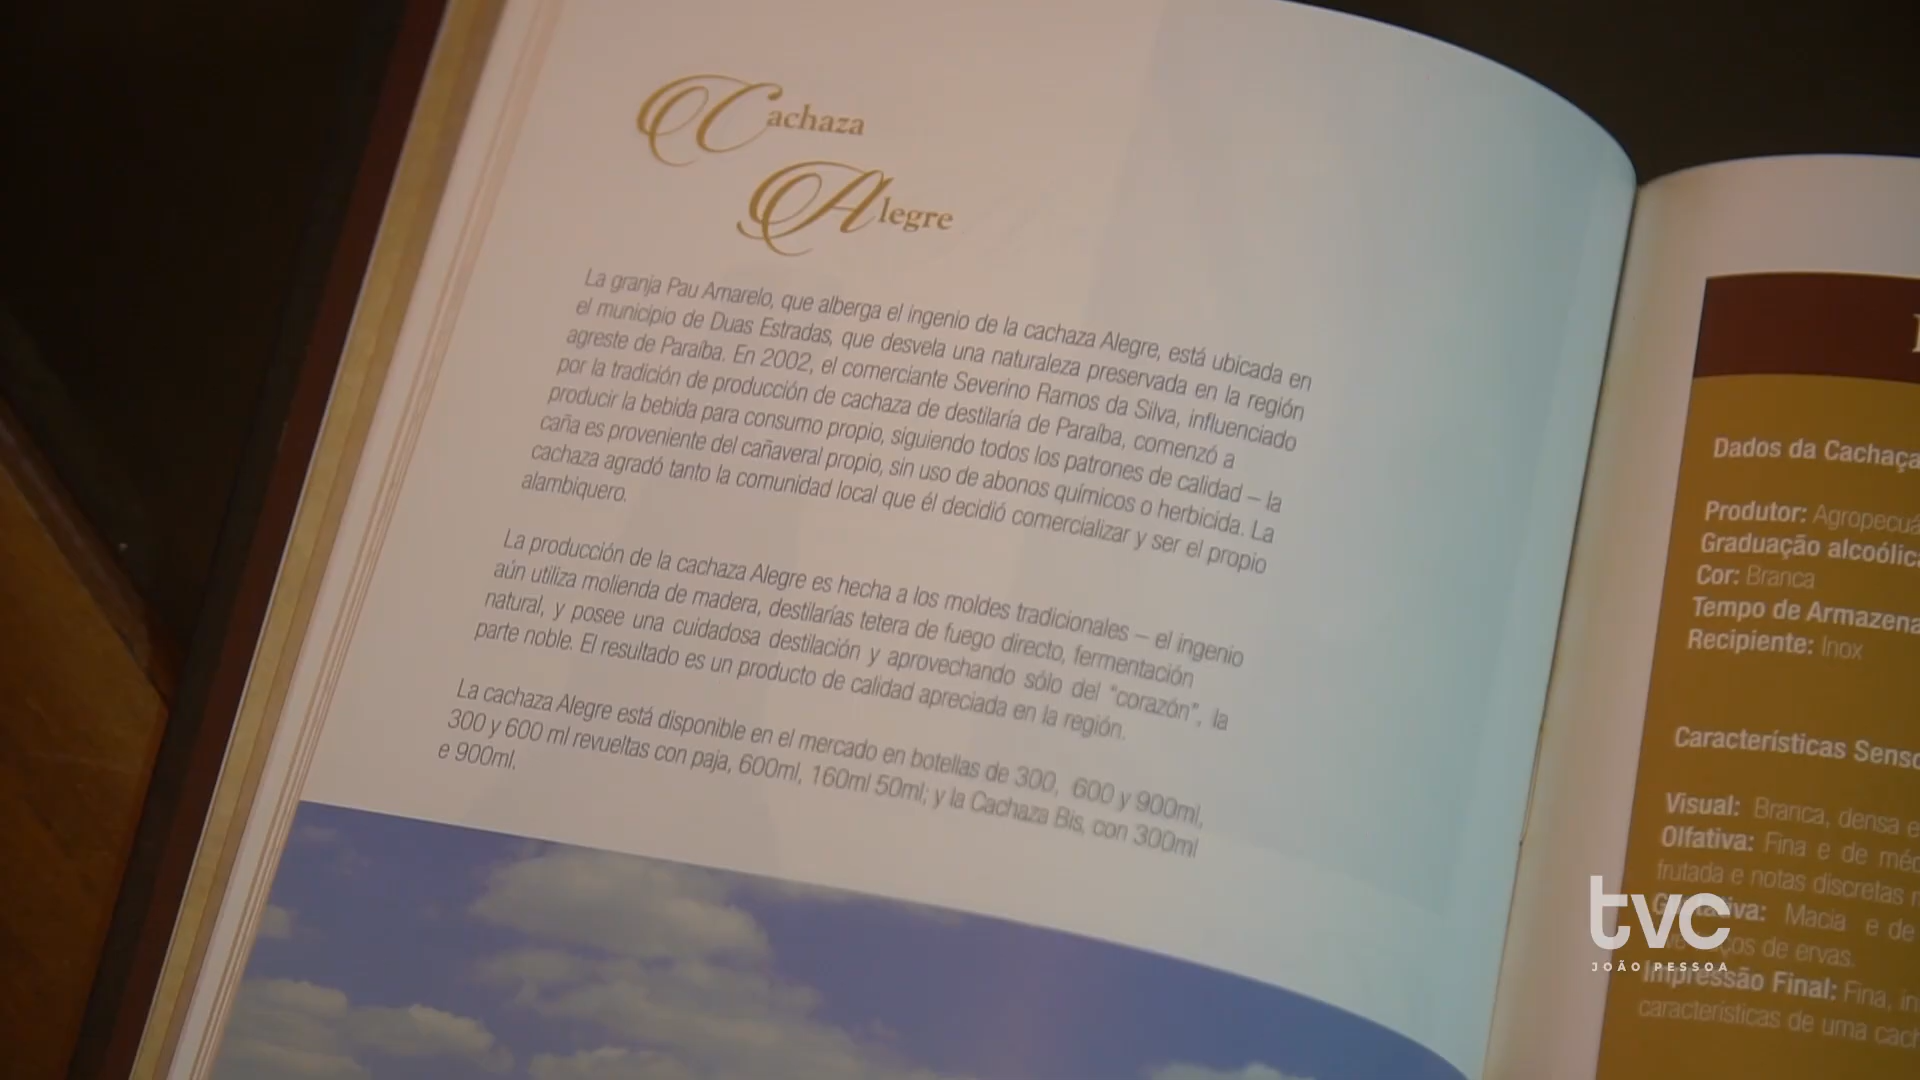 Cachaza
Alegre
La granja Pau Amarelo, que alberga el ingenio de la cachaza Alegre, está ubicada en
el municipio de Duas Estradas, que desvela una naturaleza preservada en la región
agreste de Paraíba. En 2002, el comerciante Severino Ramos da Silva, influenciado
por la tradición de producción de cachaza de destilaría de Paraíba, comenzó a
producir la bebida para consumo propio, siguiendo todos los patrones de calidad – la
caña es proveniente del cañaveral propio, sin uso de abonos químicos o herbicida. La
cachaza agradó tanto la comunidad local que él decidió comercializar y ser el propio
alambiquero.
La producción de la cachaza Alegre es hecha a los moldes tradicionales – el ingenio
aún utiliza molienda de madera, destilarías tetera de fuego directo, fermentación
natural, y posee una cuidadosa destilación y aprovechando sólo del "corazón", la
parte noble. El resultado es un producto de calidad apreciada en la región.
La cachaza Alegre está disponible en el mercado en botellas de 300, 600 y 900ml,
300 y 600 ml revueltas con paja, 600ml, 160ml 50ml; y la Cachaza Bis, con 300ml
e 900ml.
Dados da Cachaça
Produtor: Agropecuá
Graduação alcoólica
Cor: Branca
Tempo de Armazena
Recipiente: Inox
Características Senso
Visual: Branca, densa e
Olfativa: Fina e de méd
frutada e notas discretas
Macia e de
de ervas.
Impressão Final: Fina, in
características de uma cach
tvc
JOÃO PESSOA